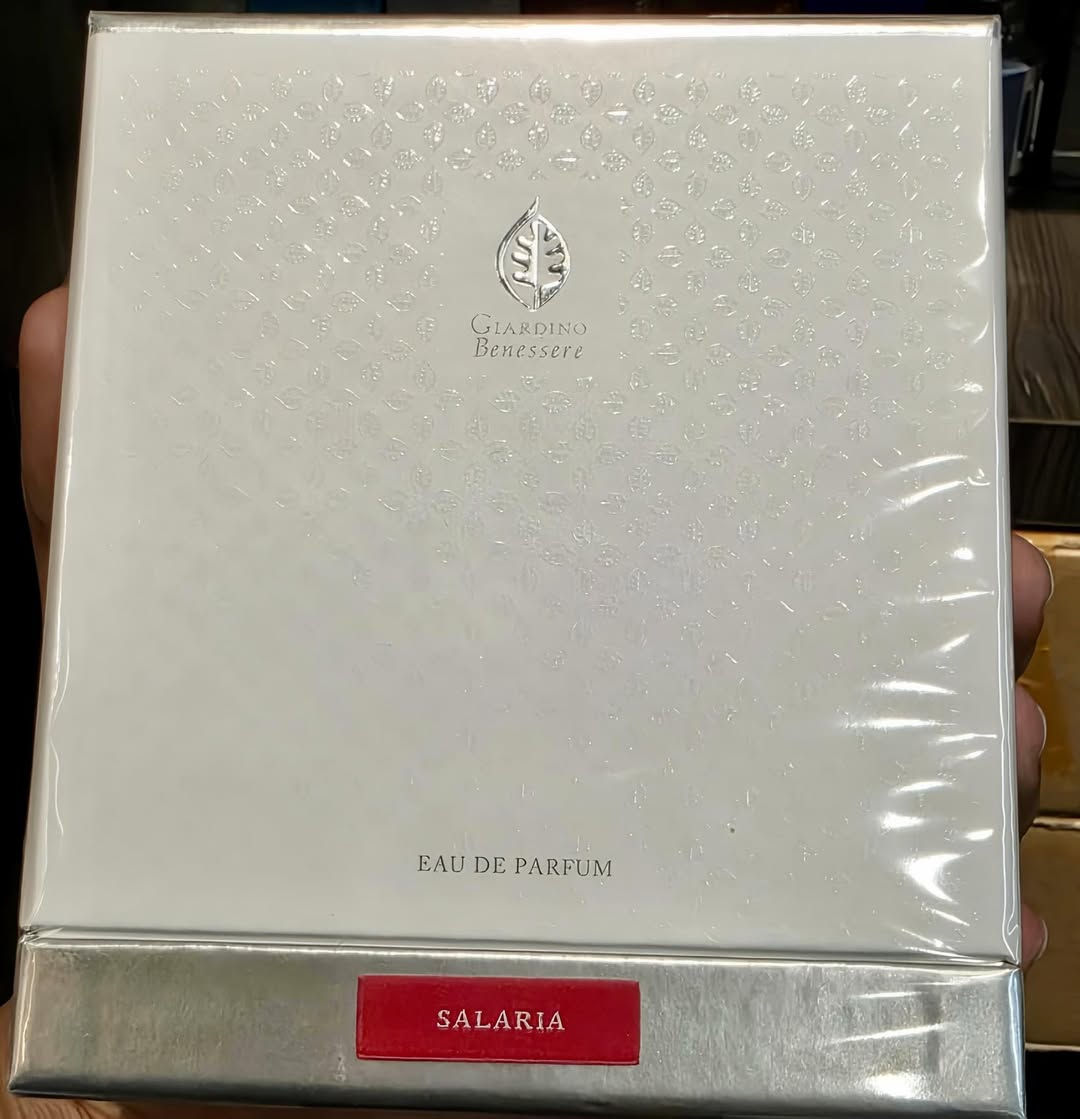 GIARDINO
Benessere
EAU DE PARFUM
SALARIA